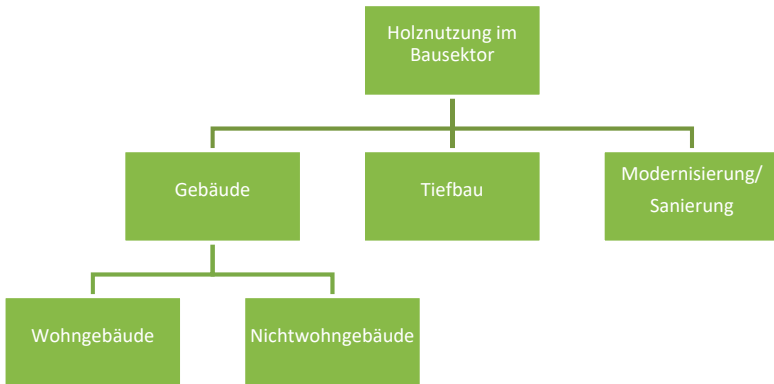 Holznutzung im
Bausektor
Gebäude
Tiefbau
Modernisierung/
Sanierung
Wohngebäude
Nichtwohngebäude